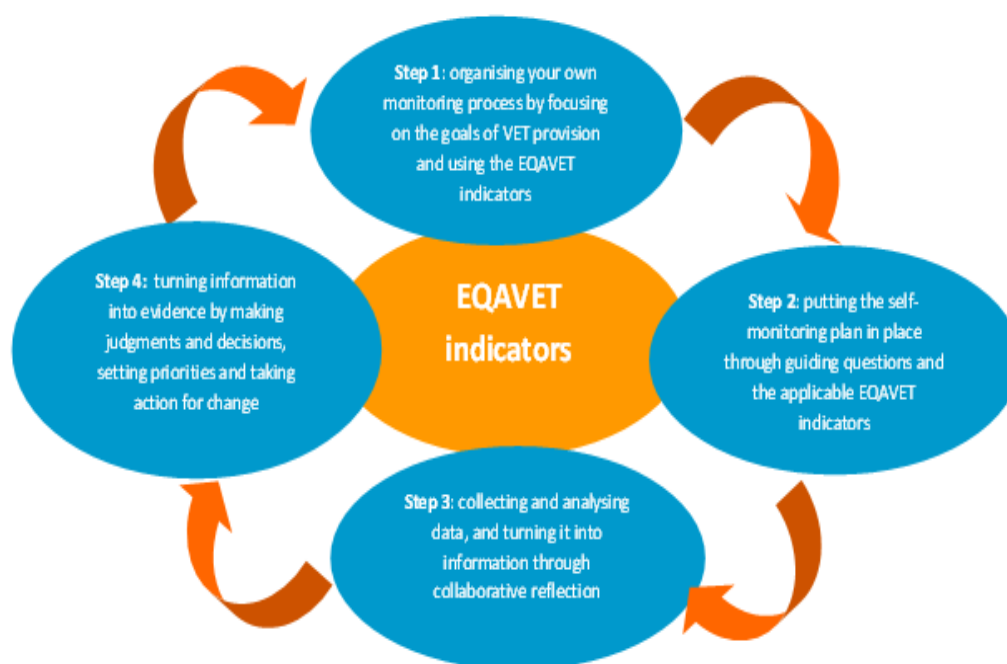 Step 1: organising your own
monitoring process by focusing
on the goals of VET provision
and using the EQAVET
indicators
EQAVET
indicators
Step 2: putting the self-
monitoring plan in place
through guiding questions and
the applicable EQAVET
indicators
Step 3: collecting and analysing
data, and turning it into
information through
collaborative reflection
Step 4: turning information
into evidence by making
judgments and decisions,
setting priorities and taking
action for change